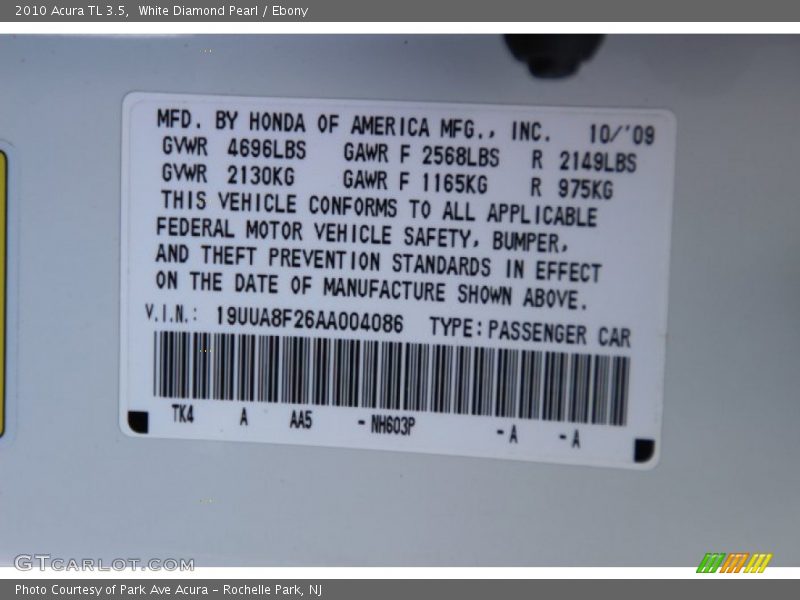 2010 Acura TL 3.5,  White Diamond Pearl / Ebony
MFD. BY HONDA OF AMERICA MFG., INC. 10/'09
GVWR 4696LBS GAWR F 2568LBS R 2149LBS
GVWR 2130KG GAWR F 1165KG R 975KG
THIS VEHICLE CONFORMS TO ALL APPLICABLE
FEDERAL MOTOR VEHICLE SAFETY, BUMPER,
AND THEFT PREVENTION STANDARDS IN EFFECT
ON THE DATE OF MANUFACTURE SHOWN ABOVE.
V.I.N.: 19UUA8F26AA004086 TYPE:PASSENGER CAR
TK4 A AA5 -NH603P -A -A
GTCARLOT.COM
Photo Courtesy of Park Ave Acura - Rochelle Park, NJ